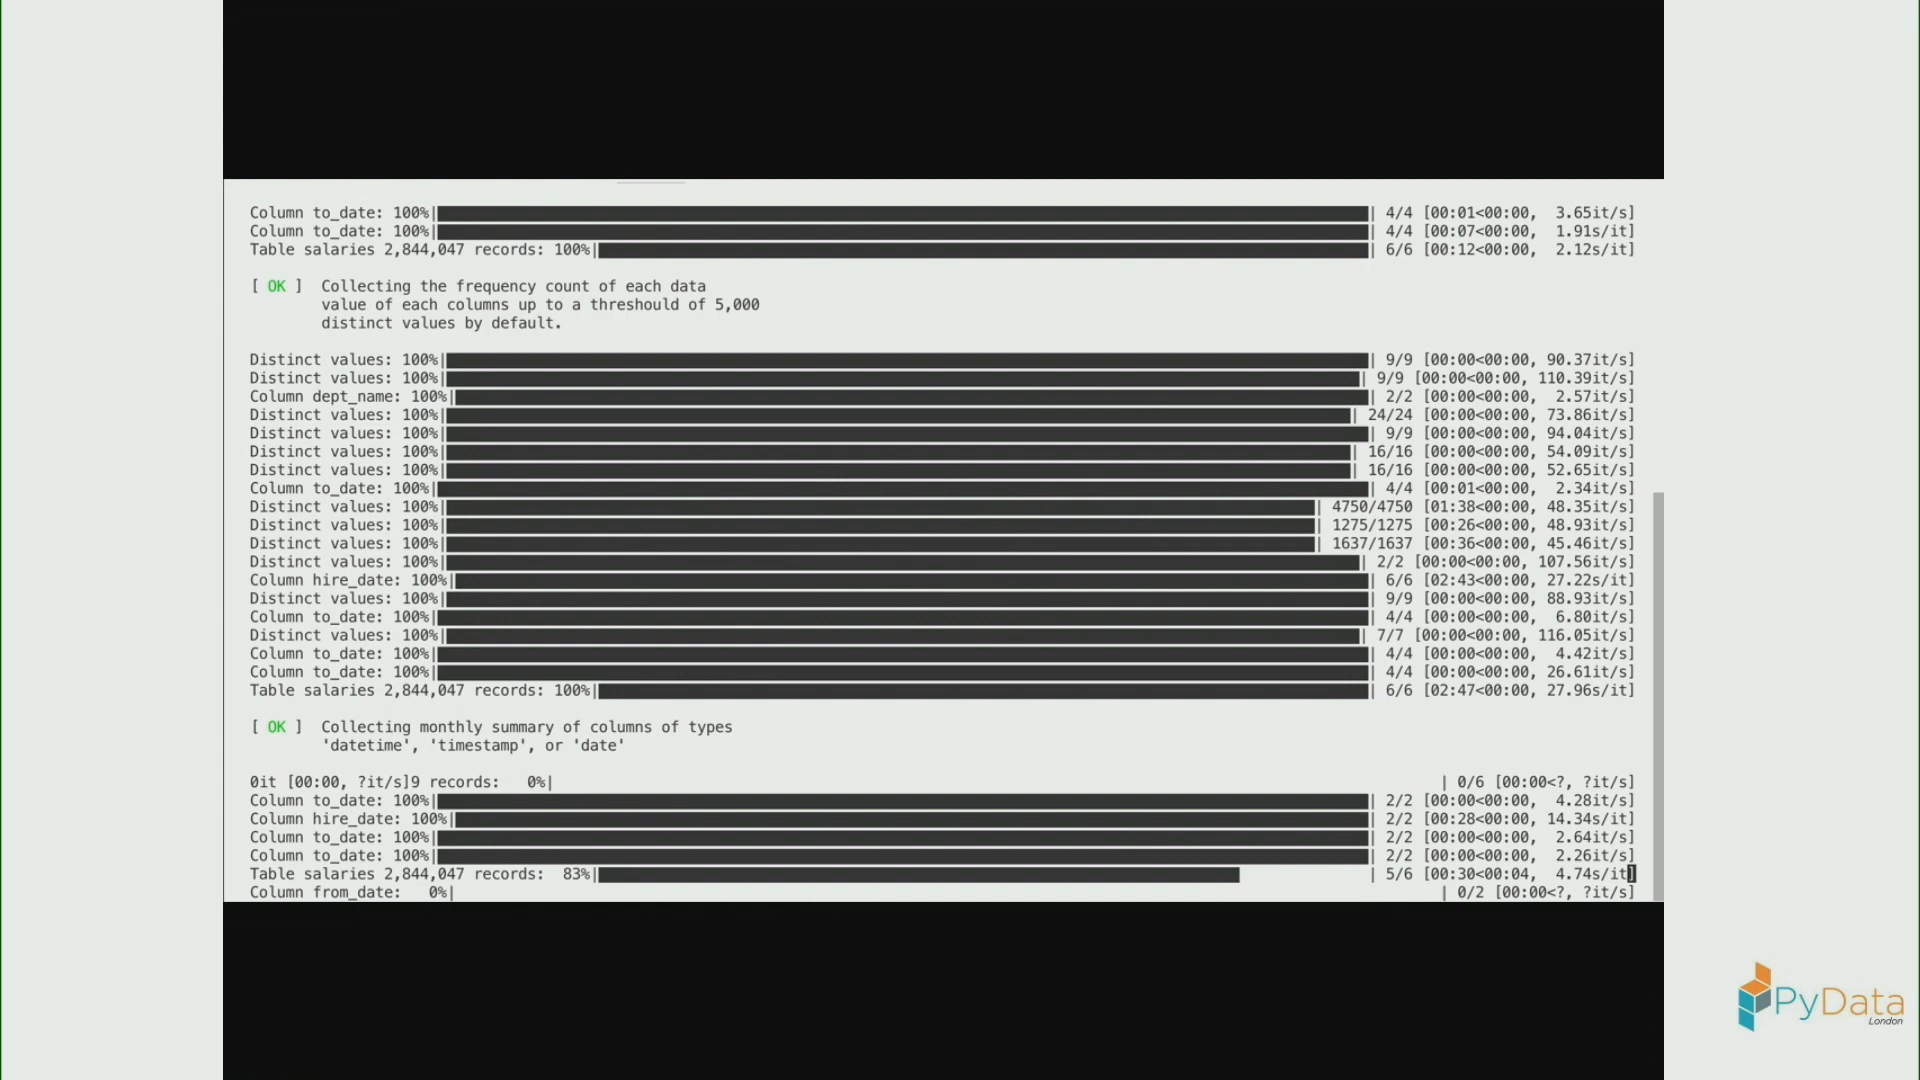 Column to_date: 100%| | 4/4 [00:01<00:00, 3.65it/s]
Column to_date: 100%| | 4/4 [00:07<00:00, 1.91s/it]
Table salaries 2,844,047 records: 100%| | 6/6 [00:12<00:00, 2.12s/it]
[ OK ] Collecting the frequency count of each data
value of each columns up to a threshould of 5,000
distinct values by default.
Distinct values: 100%| | 9/9 [00:00<00:00, 90.37it/s]
Distinct values: 100%| | 9/9 [00:00<00:00, 110.39it/s]
Column dept_name: 100%| | 2/2 [00:00<00:00, 2.57it/s]
Distinct values: 100%| | 24/24 [00:00<00:00, 73.86it/s]
Distinct values: 100%| | 9/9 [00:00<00:00, 94.04it/s]
Distinct values: 100%| | 16/16 [00:00<00:00, 54.09it/s]
Distinct values: 100%| | 16/16 [00:00<00:00, 52.65it/s]
Column to_date: 100%| | 4/4 [00:01<00:00, 2.34it/s]
Distinct values: 100%| | 4750/4750 [01:38<00:00, 48.35it/s]
Distinct values: 100%| | 1275/1275 [00:26<00:00, 48.93it/s]
Distinct values: 100%| | 1637/1637 [00:36<00:00, 45.46it/s]
Distinct values: 100%| | 2/2 [00:00<00:00, 107.56it/s]
Column hire_date: 100%| | 6/6 [02:43<00:00, 27.22s/it]
Distinct values: 100%| | 9/9 [00:00<00:00, 88.93it/s]
Column to_date: 100%| | 4/4 [00:00<00:00, 6.80it/s]
Distinct values: 100%| | 7/7 [00:00<00:00, 116.05it/s]
Column to_date: 100%| | 4/4 [00:00<00:00, 4.42it/s]
Column to_date: 100%| | 4/4 [00:00<00:00, 26.61it/s]
Table salaries 2,844,047 records: 100%| | 6/6 [02:47<00:00, 27.96s/it]
[ OK ] Collecting monthly summary of columns of types
'datetime', 'timestamp', or 'date'
0it [00:00, ?it/s]9 records: 0%| | 0/6 [00:00<?, ?it/s]
Column to_date: 100%| | 2/2 [00:00<00:00, 4.28it/s]
Column hire_date: 100%| | 2/2 [00:28<00:00, 14.34s/it]
Column to_date: 100%| | 2/2 [00:00<00:00, 2.64it/s]
Column to_date: 100%| | 2/2 [00:00<00:00, 2.26it/s]
Table salaries 2,844,047 records: 83%| | 5/6 [00:30<00:04, 4.74s/it]
Column from_date: 0%| | 0/2 [00:00<?, ?it/s]
PyData
London